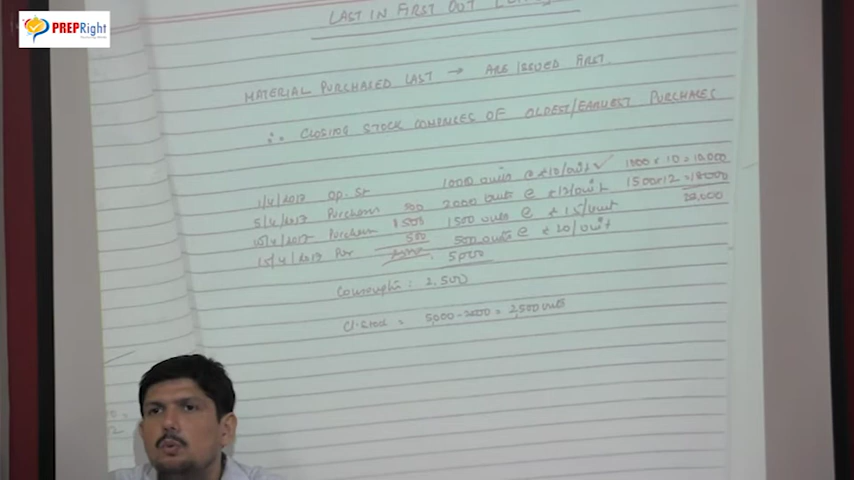 PREPRight
LAST IN FIRST OUT
MATERIAL PURCHASED LAST → ARE ISSUED FIRST
∴ CLOSING STOCK COMPRISES OF OLDEST/EARLIEST PURCHASES
1/4/2017 Op. St 1000 units @ ₹10/unit ✓ 1000 x 10 = 10,000
5/4/2017 Purchases 500 2000 units @ ₹12/unit 1500x12 = 18000
10/4/2017 Purchases 1500 1500 units @ ₹15/unit 28,000
15/4/2017 Pur 500 500 units @ ₹20/unit
5000
Consumption: 2,500
Cl. Stock = 5,000 - 2500 = 2,500 units